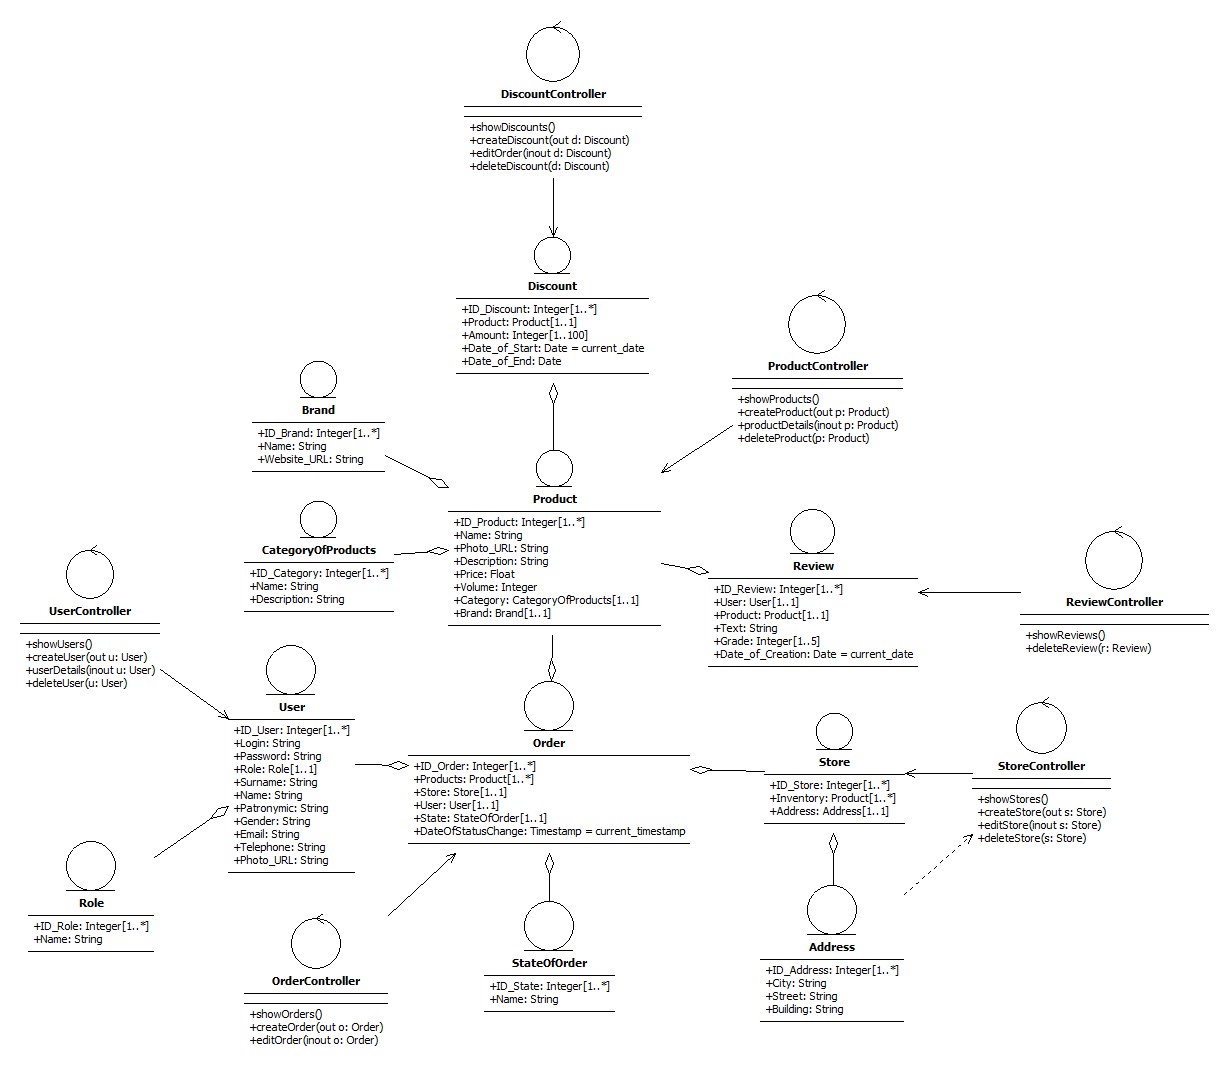 DiscountController
+showDiscounts()
+createDiscount(out d: Discount)
+editOrder(inout d: Discount)
+deleteDiscount(d: Discount)
Discount
+ID_Discount: Integer[1..*]
+Product: Product[1..1]
+Amount: Integer[1..100]
+Date_of_Start: Date = current_date
+Date_of_End: Date
ProductController
+showProducts()
+createProduct(out p: Product)
+productDetails(inout p: Product)
+deleteProduct(p: Product)
Brand
+ID_Brand: Integer[1..*]
+Name: String
+Website_URL: String
Product
+ID_Product: Integer[1..*]
+Name: String
+Photo_URL: String
+Description: String
+Price: Float
+Volume: Integer
+Category: CategoryOfProducts[1..1]
+Brand: Brand[1..1]
CategoryOfProducts
+ID_Category: Integer[1..*]
+Name: String
+Description: String
Review
+ID_Review: Integer[1..*]
+User: User[1..1]
+Product: Product[1..1]
+Text: String
+Grade: Integer[1..5]
+Date_of_Creation: Date = current_date
ReviewController
+showReviews()
+deleteReview(r: Review)
UserController
+showUsers()
+createUser(out u: User)
+userDetails(inout u: User)
+deleteUser(u: User)
User
+ID_User: Integer[1..*]
+Login: String
+Password: String
+Role: Role[1..1]
+Surname: String
+Name: String
+Patronymic: String
+Gender: String
+Email: String
+Telephone: String
+Photo_URL: String
Order
+ID_Order: Integer[1..*]
+Products: Product[1..*]
+Store: Store[1..1]
+User: User[1..1]
+State: StateOfOrder[1..1]
+DateOfStatusChange: Timestamp = current_timestamp
Store
+ID_Store: Integer[1..*]
+Inventory: Product[1..*]
+Address: Address[1..1]
StoreController
+showStores()
+createStore(out s: Store)
+editStore(inout s: Store)
+deleteStore(s: Store)
Role
+ID_Role: Integer[1..*]
+Name: String
OrderController
+showOrders()
+createOrder(out o: Order)
+editOrder(inout o: Order)
StateOfOrder
+ID_State: Integer[1..*]
+Name: String
Address
+ID_Address: Integer[1..*]
+City: String
+Street: String
+Building: String